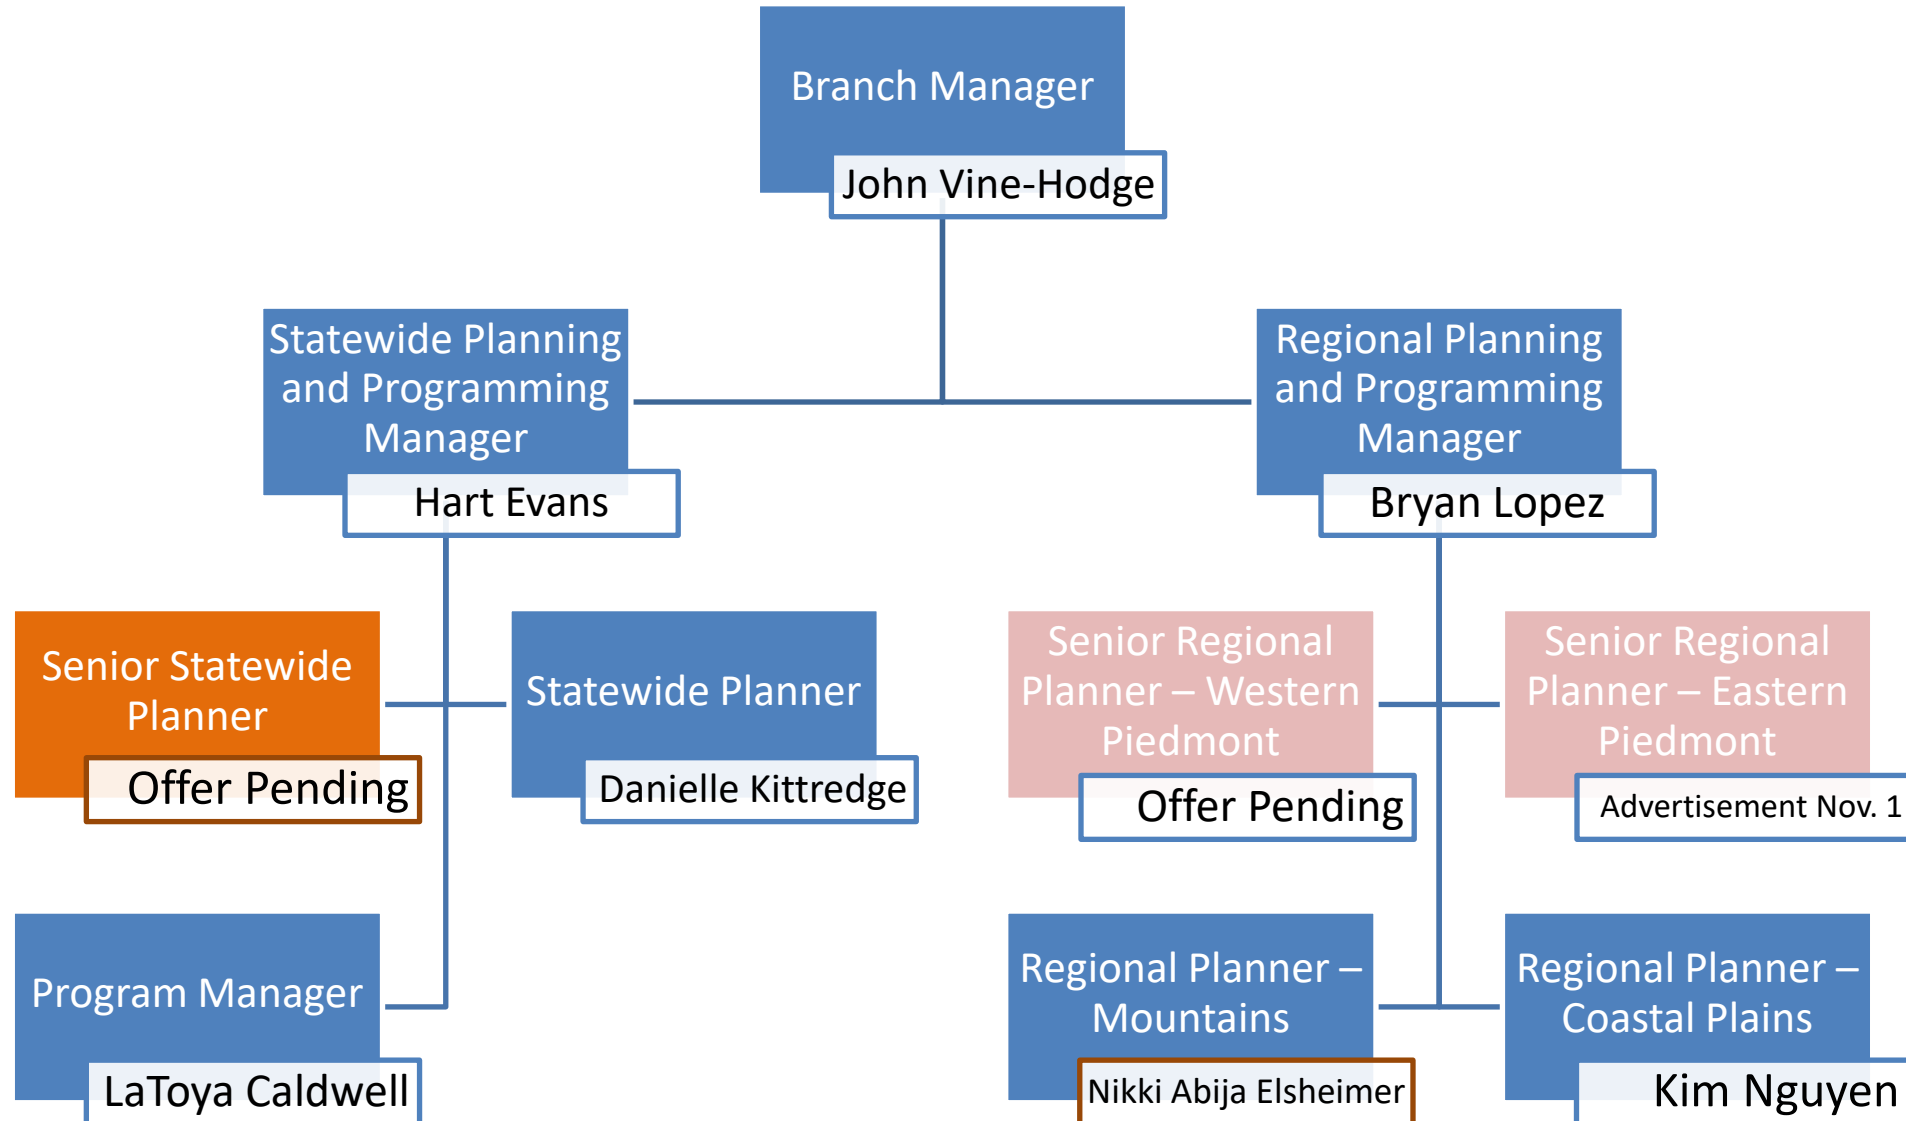 Branch Manager
John Vine-Hodge
Statewide Planning
and Programming
Manager
Hart Evans
Regional Planning
and Programming
Manager
Bryan Lopez
Senior Statewide
Planner
Offer Pending
Statewide Planner
Danielle Kittredge
Senior Regional
Planner – Western
Piedmont
Offer Pending
Senior Regional
Planner – Eastern
Piedmont
Advertisement Nov. 1
Program Manager
LaToya Caldwell
Regional Planner –
Mountains
Nikki Abija Elsheimer
Regional Planner –
Coastal Plains
Kim Nguyen